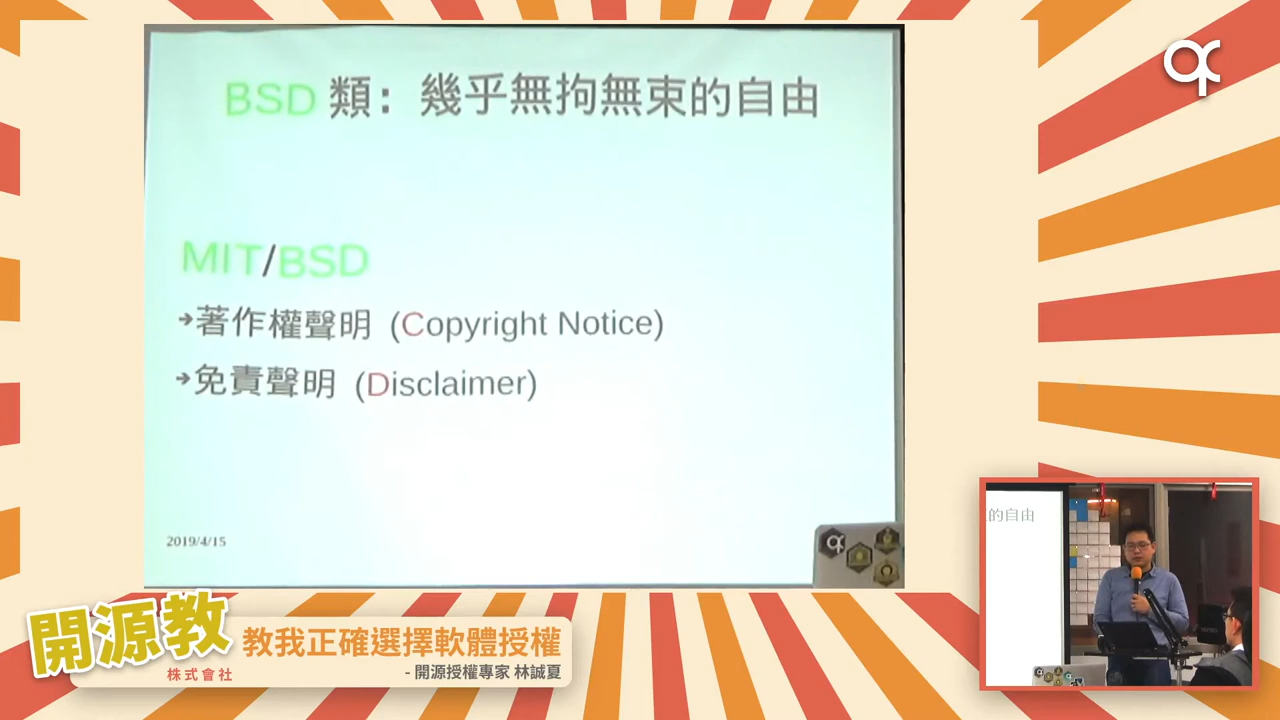 BSD 類： 幾乎無拘無束的自由
MIT/BSD
➔著作權聲明 (Copyright Notice)
➔免責聲明 (Disclaimer)
2019/4/15
的自由
開源教
株式會社
教我正確選擇軟體授權
- 開源授權專家 林誠夏